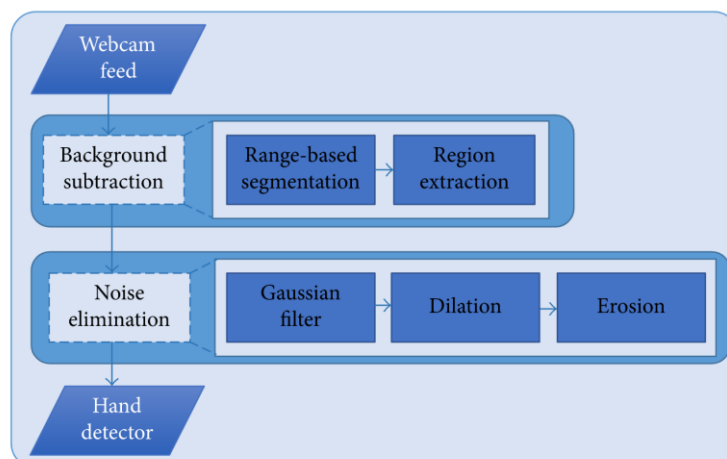 Webcam
feed
Background
subtraction
Range-based
segmentation
Region
extraction
Noise
elimination
Gaussian
filter
Dilation
Erosion
Hand
detector